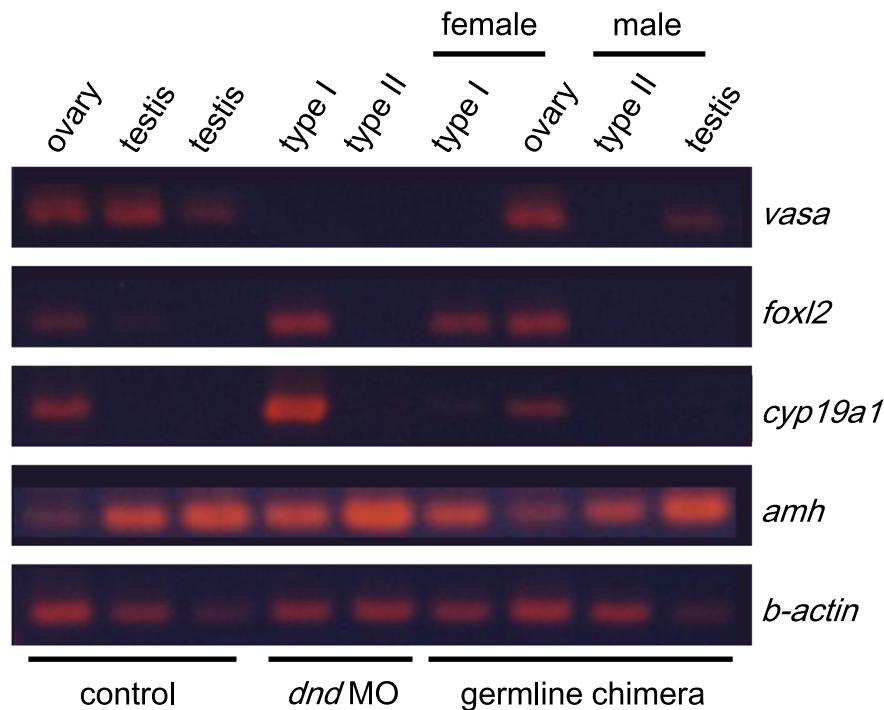 female male
ovary testis testis type I type II type I ovary type II testis
vasa
foxl2
cyp19a1
amh
b-actin
control dnd MO germline chimera